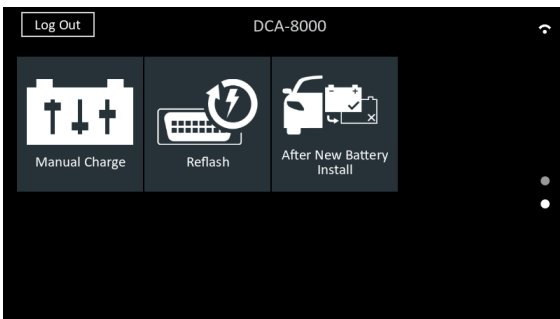 Log Out
DCA-8000
Manual Charge
Reflash
After New Battery
Install